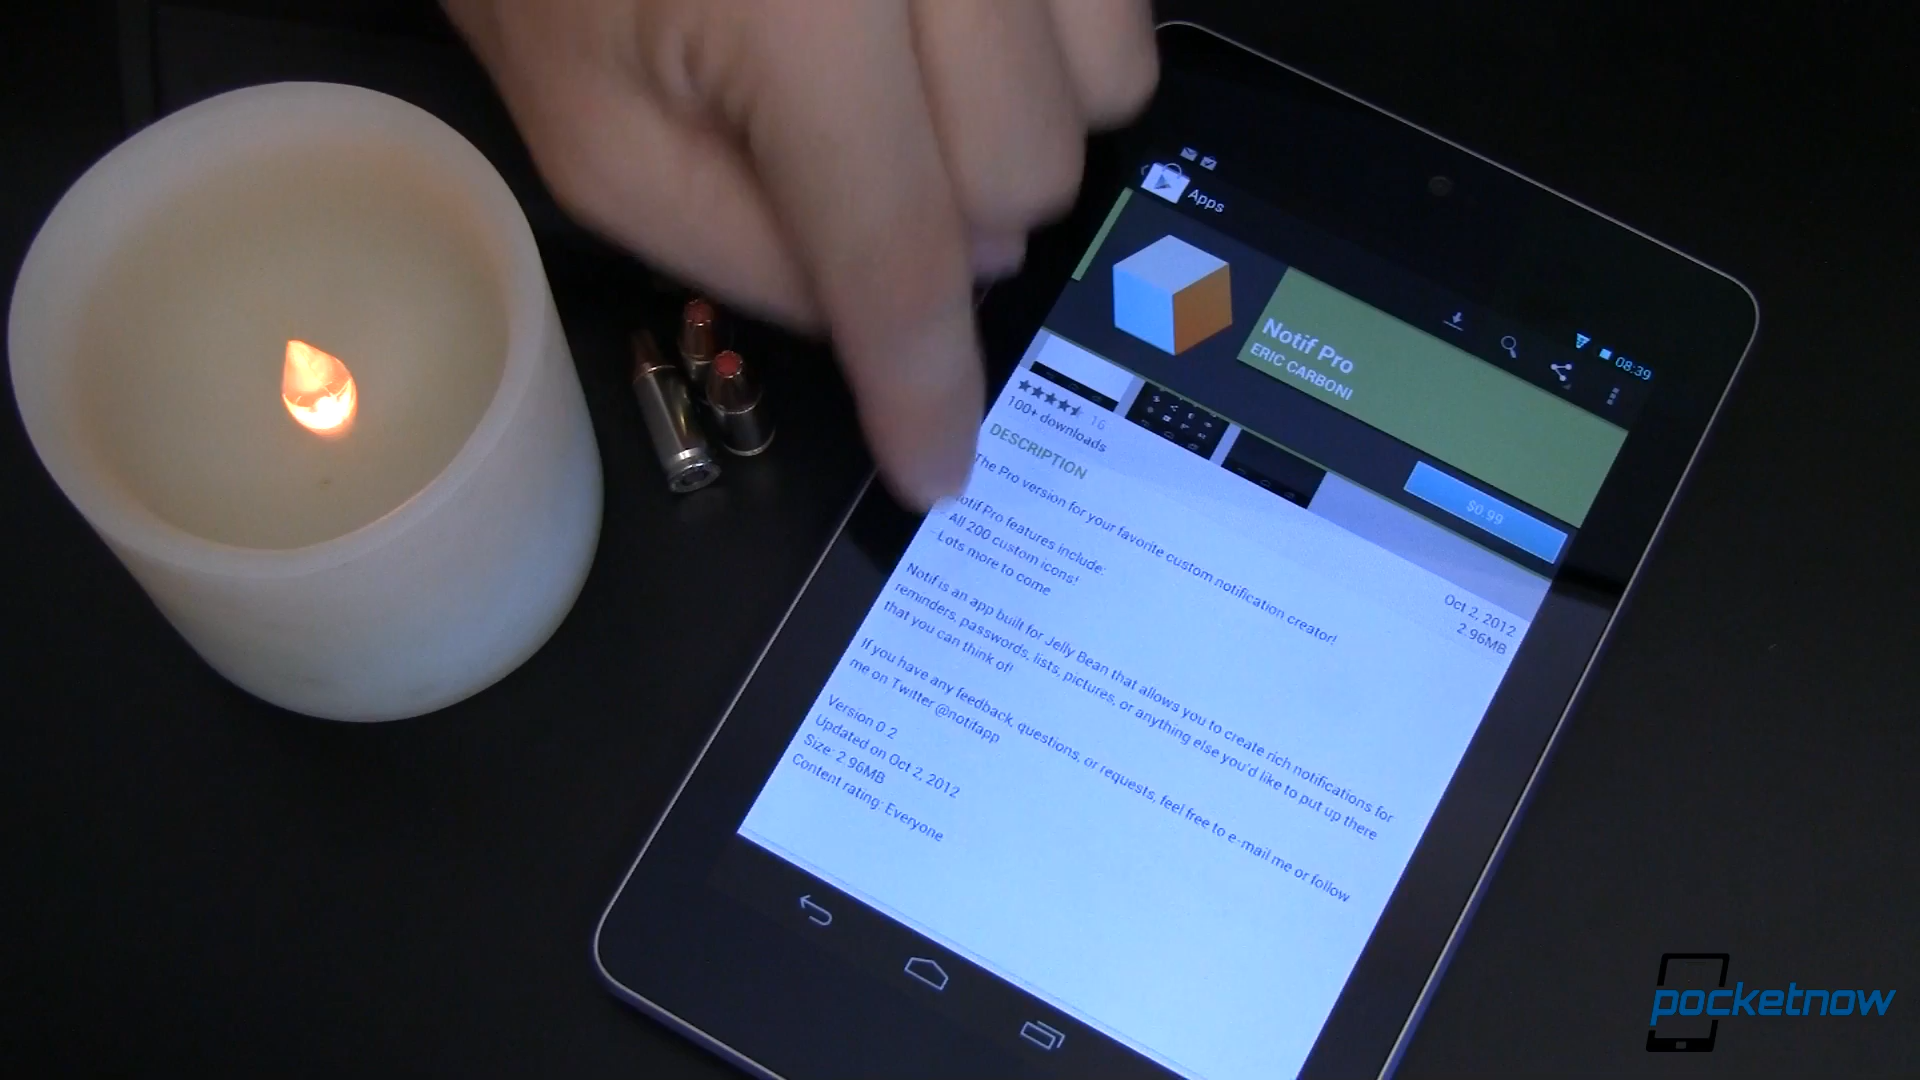 Apps
08:39
Notif Pro
ERIC CARBONI
$0.99
16
100+ downloads
Oct 2, 2012
2.96MB
DESCRIPTION
The Pro version for your favorite custom notification creator!
Notif Pro features include:
- All 200 custom icons!
- Lots more to come
Notif is an app built for Jelly Bean that allows you to create rich notifications for
reminders, passwords, lists, pictures, or anything else you'd like to put up there
that you can think of!
If you have any feedback, questions, or requests, feel free to e-mail me or follow
me on Twitter @notifapp
Version 0.2
Updated on Oct 2, 2012
Size: 2.96MB
Content rating: Everyone
pocketnow